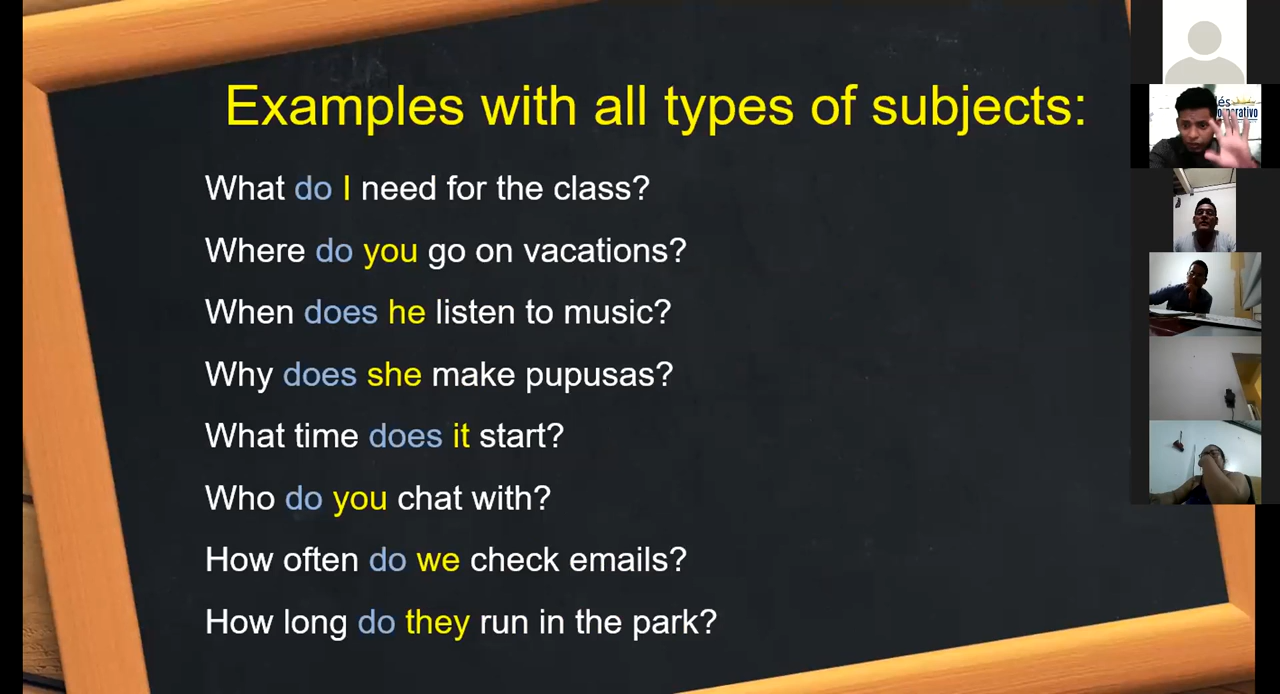 Examples with all types of subjects:
What do I need for the class?
Where do you go on vacations?
When does he listen to music?
Why does she make pupusas?
What time does it start?
Who do you chat with?
How often do we check emails?
How long do they run in the park?